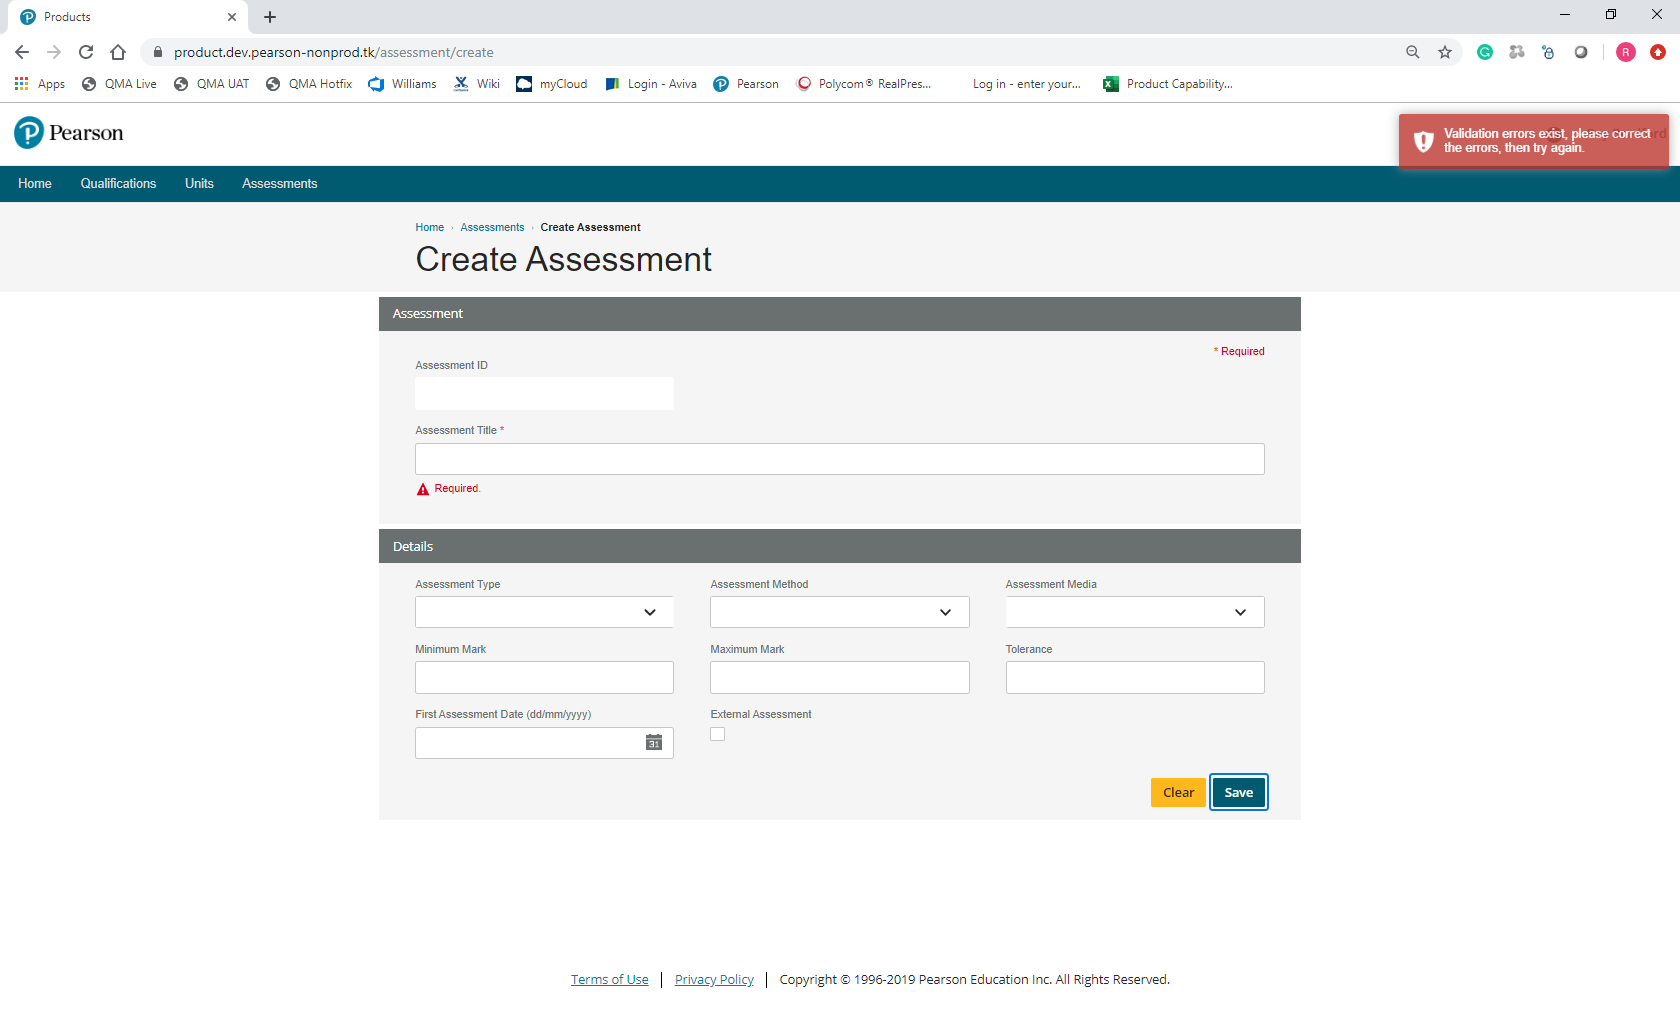 Products
product.dev.pearson-nonprod.tk/assessment/create
R
Apps QMA Live QMA UAT QMA Hotfix Williams Wiki myCloud Login - Aviva Pearson Polycom® RealPres... Log in - enter your... Product Capability...
Pearson
Validation errors exist, please correct
the errors, then try again.
Home Qualifications Units Assessments
Home › Assessments › Create Assessment
Create Assessment
Assessment
* Required
Assessment ID
Assessment Title *
Required.
Details
Assessment Type Assessment Method Assessment Media
Minimum Mark Maximum Mark Tolerance
First Assessment Date (dd/mm/yyyy) External Assessment
31
Clear Save
Terms of Use | Privacy Policy | Copyright © 1996-2019 Pearson Education Inc. All Rights Reserved.